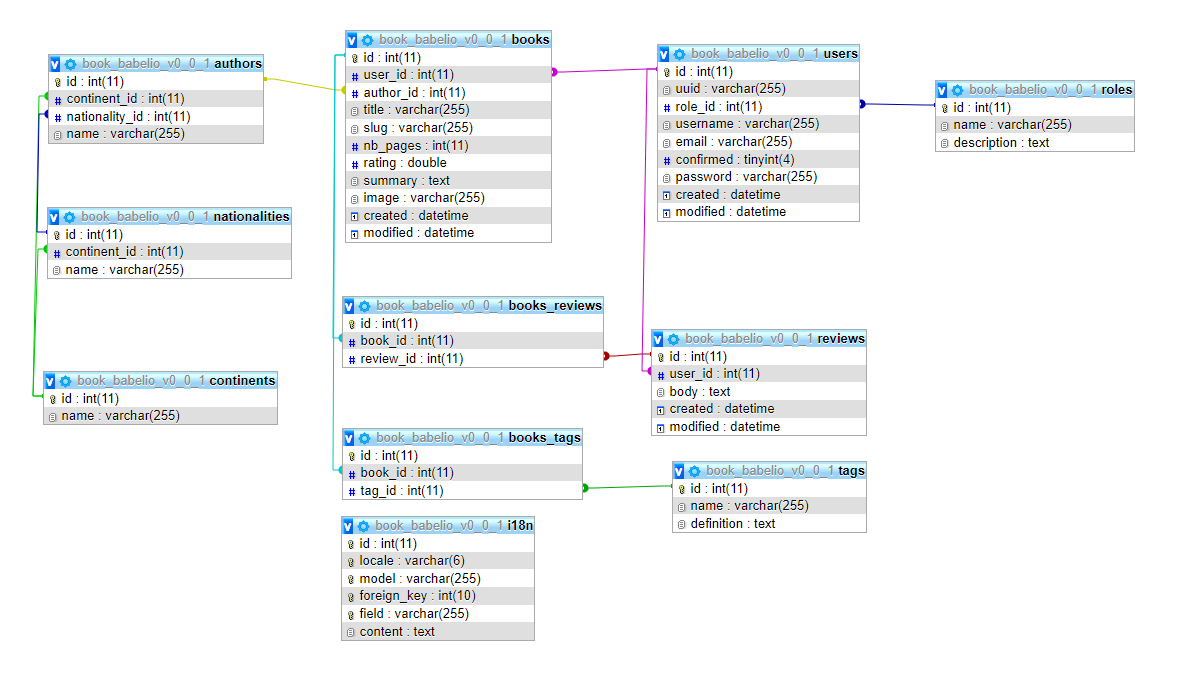 book_babelio_v0_0_1 authors
id : int(11)
continent_id : int(11)
nationality_id : int(11)
name : varchar(255)
book_babelio_v0_0_1 nationalities
id : int(11)
continent_id : int(11)
name : varchar(255)
book_babelio_v0_0_1 continents
id : int(11)
name : varchar(255)
book_babelio_v0_0_1 books
id : int(11)
user_id : int(11)
author_id : int(11)
title : varchar(255)
slug : varchar(255)
nb_pages : int(11)
rating : double
summary : text
image : varchar(255)
created : datetime
modified : datetime
book_babelio_v0_0_1 books_reviews
id : int(11)
book_id : int(11)
review_id : int(11)
book_babelio_v0_0_1 books_tags
id : int(11)
book_id : int(11)
tag_id : int(11)
book_babelio_v0_0_1 i18n
id : int(11)
locale : varchar(6)
model : varchar(255)
foreign_key : int(10)
field : varchar(255)
content : text
book_babelio_v0_0_1 users
id : int(11)
uuid : varchar(255)
role_id : int(11)
username : varchar(255)
email : varchar(255)
confirmed : tinyint(4)
password : varchar(255)
created : datetime
modified : datetime
book_babelio_v0_0_1 reviews
id : int(11)
user_id : int(11)
body : text
created : datetime
modified : datetime
book_babelio_v0_0_1 tags
id : int(11)
name : varchar(255)
definition : text
book_babelio_v0_0_1 roles
id : int(11)
name : varchar(255)
description : text